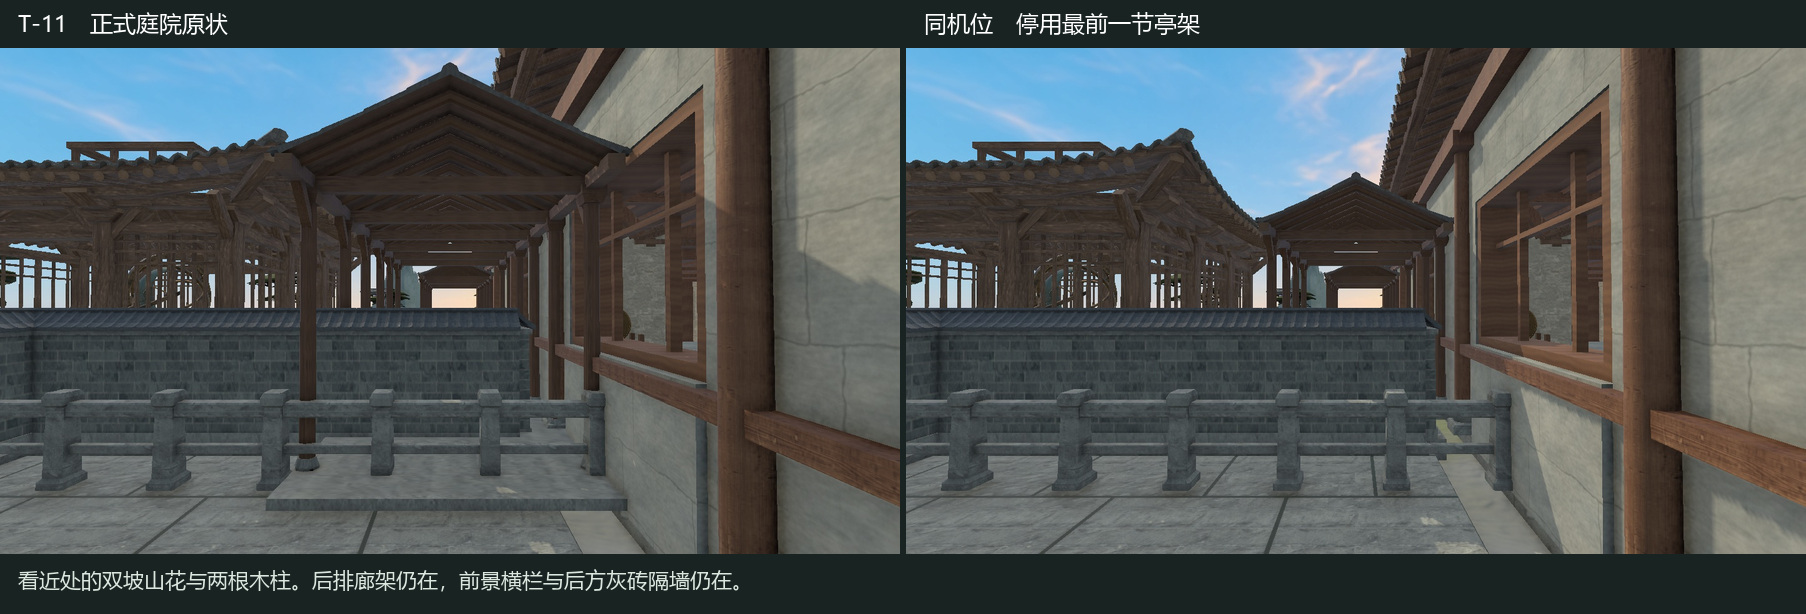 T-11 正式庭院原状
同机位 停用最前一节亭架
看近处的双坡山花与两根木柱。后排廊架仍在，前景横栏与后方灰砖隔墙仍在。